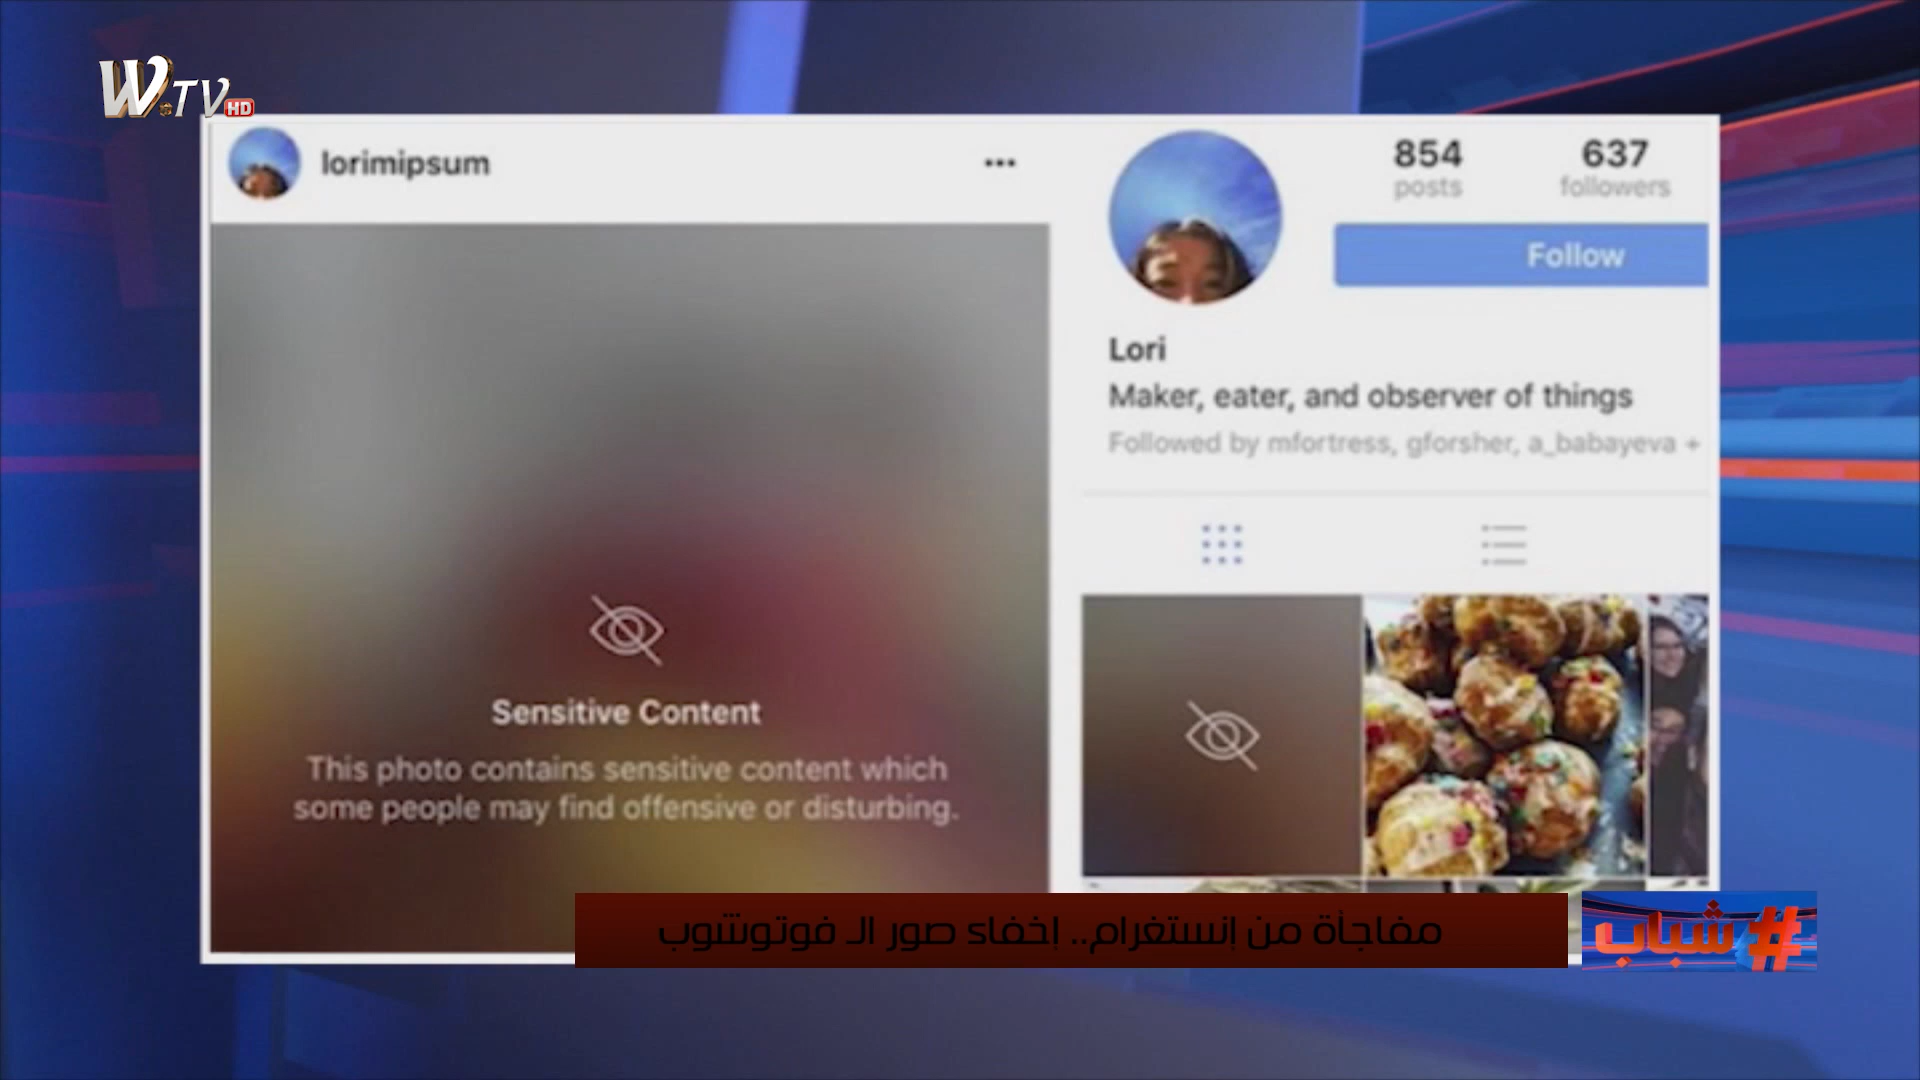 W.TV HD
lorimipsum
854
posts
637
followers
Follow
Lori
Maker, eater, and observer of things
Followed by mfortress, gforsher, a_babayeva +
Sensitive Content
This photo contains sensitive content which
some people may find offensive or disturbing.
مفاجأة من إنستغرام.. إخفاء صور الـ فوتوشوب
#شباب